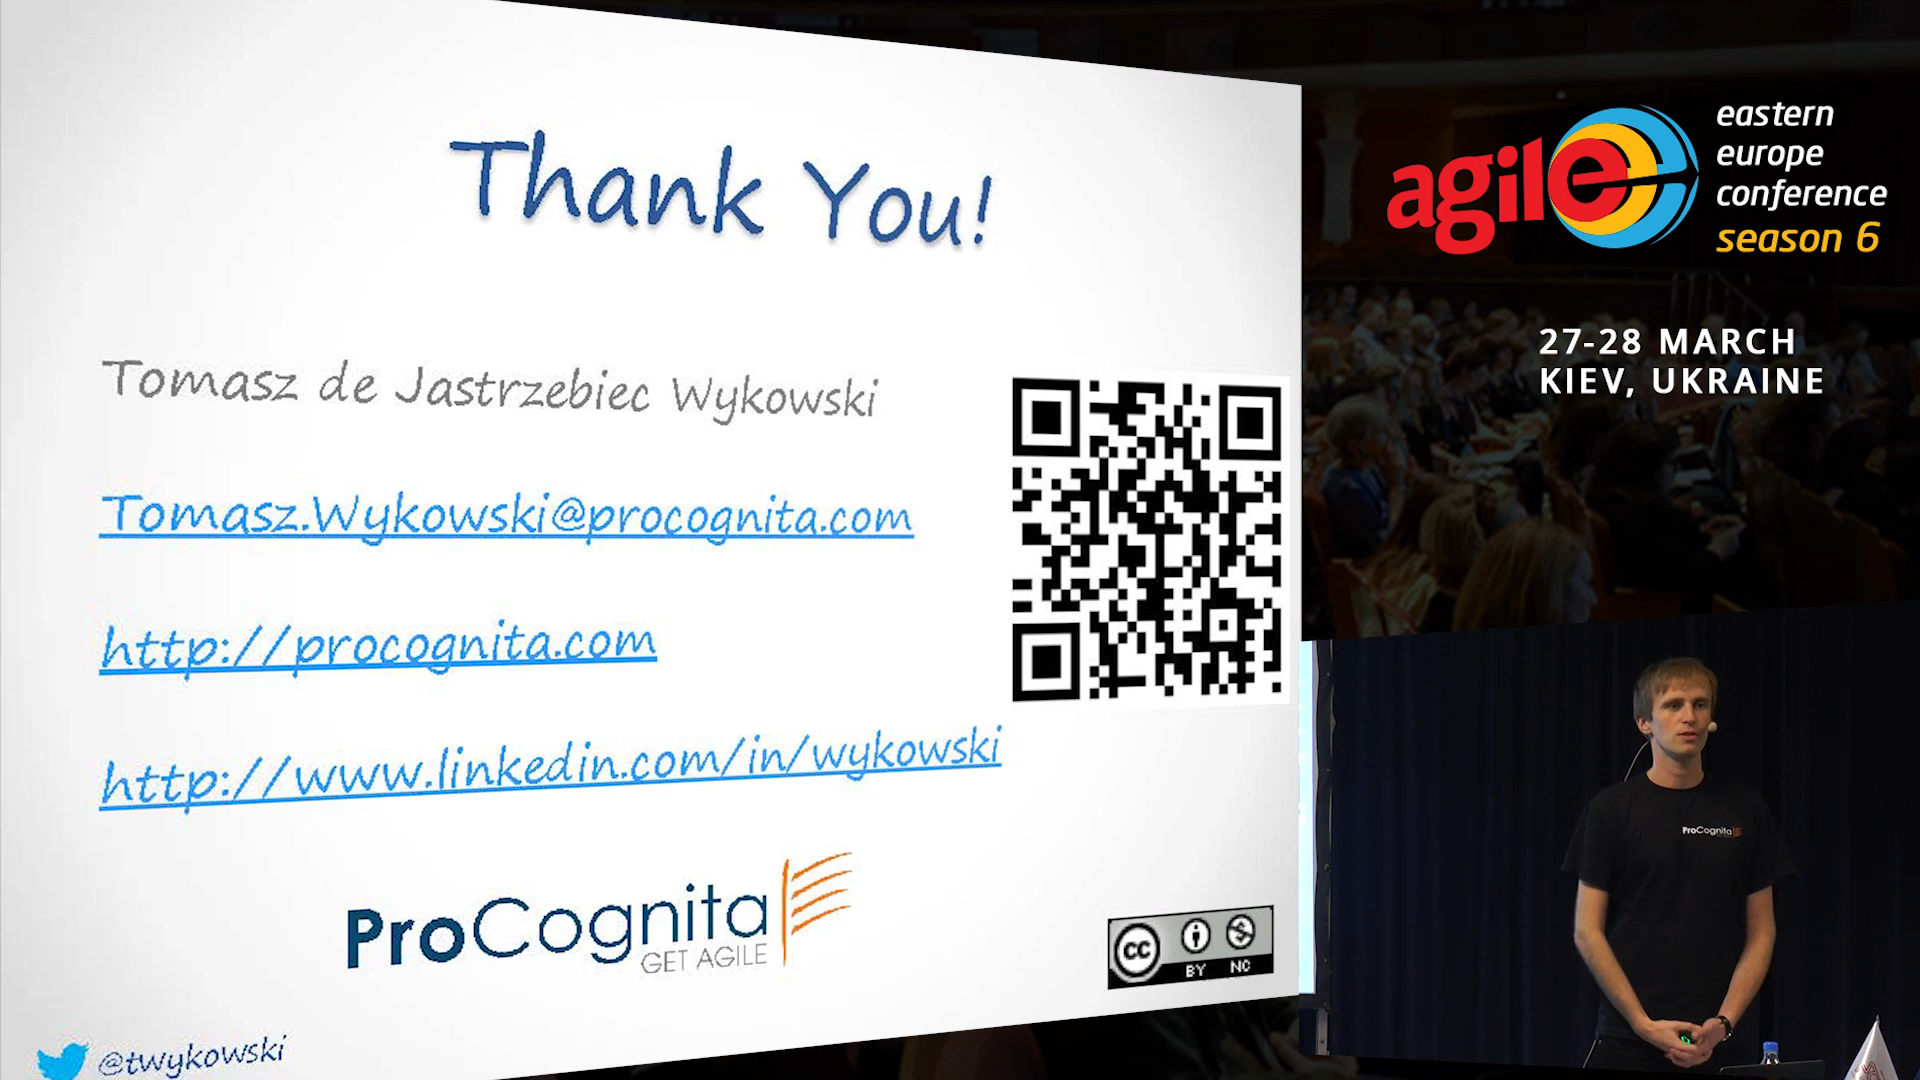 Thank You!
Tomasz de Jastrzebiec Wykowski
Tomasz.Wykowski@procognita.com
http://procognita.com
http://www.linkedin.com/in/wykowski
ProCognita
GET AGILE
cc
BY NC
@twykowski
agilee
eastern
europe
conference
season 6
27-28 MARCH
KIEV, UKRAINE
ProCognita